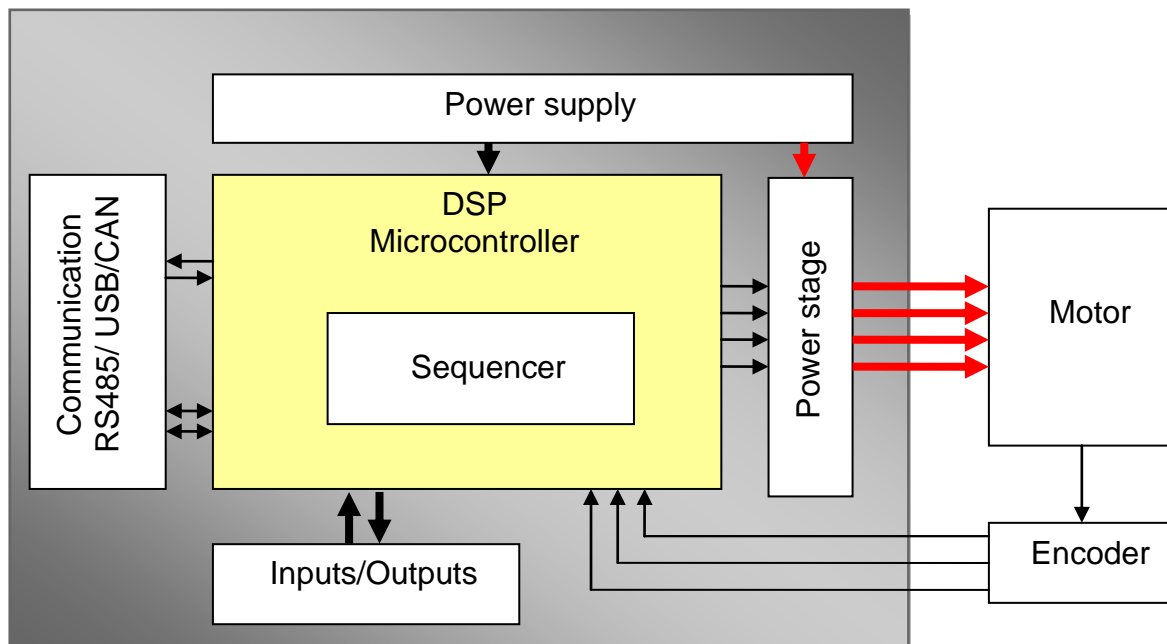 Power supply
DSP
Microcontroller
Communication
RS485/ USB/CAN
Sequencer
Power stage
Motor
Inputs/Outputs
Encoder